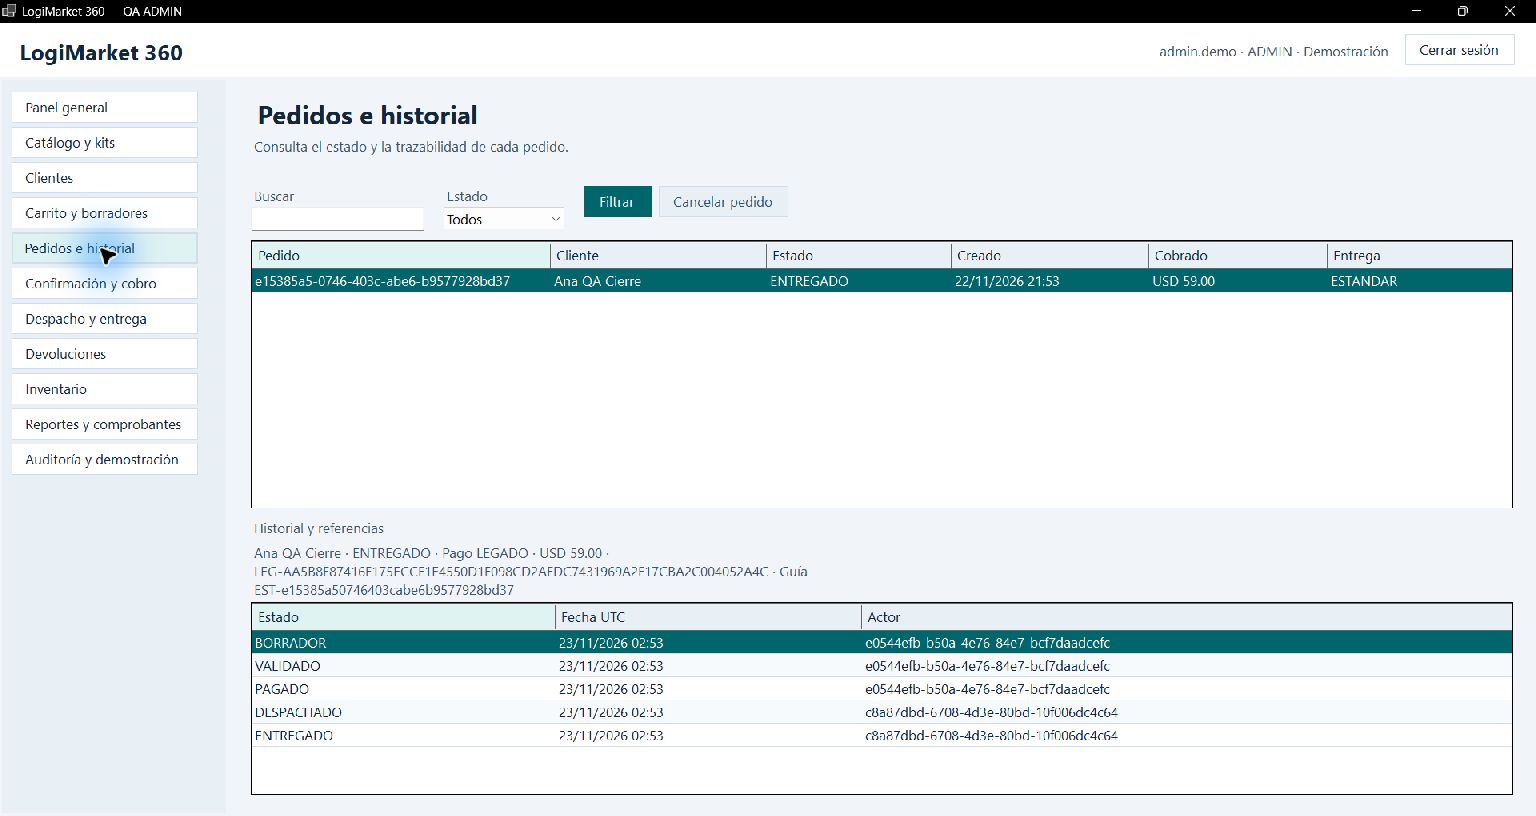 LogiMarket 360 QA ADMIN
LogiMarket 360
admin.demo · ADMIN · Demostración
Cerrar sesión
Panel general
Catálogo y kits
Clientes
Carrito y borradores
Pedidos e historial
Confirmación y cobro
Despacho y entrega
Devoluciones
Inventario
Reportes y comprobantes
Auditoría y demostración
Pedidos e historial
Consulta el estado y la trazabilidad de cada pedido.
Buscar Estado
Todos
Filtrar Cancelar pedido
Pedido Cliente Estado Creado Cobrado Entrega
e15385a5-0746-403c-abe6-b9577928bd37 Ana QA Cierre ENTREGADO 22/11/2026 21:53 USD 59.00 ESTANDAR
Historial y referencias
Ana QA Cierre · ENTREGADO · Pago LEGADO · USD 59.00 ·
· Guía
EST-e15385a50746403cabe6b9577928bd37
Estado Fecha UTC Actor
BORRADOR 23/11/2026 02:53 e0544efb-b50a-4e76-84e7-bcf7daadcefc
VALIDADO 23/11/2026 02:53 e0544efb-b50a-4e76-84e7-bcf7daadcefc
PAGADO 23/11/2026 02:53 e0544efb-b50a-4e76-84e7-bcf7daadcefc
DESPACHADO 23/11/2026 02:53 c8a87dbd-6708-4d3e-80bd-10f006dc4c64
ENTREGADO 23/11/2026 02:53 c8a87dbd-6708-4d3e-80bd-10f006dc4c64